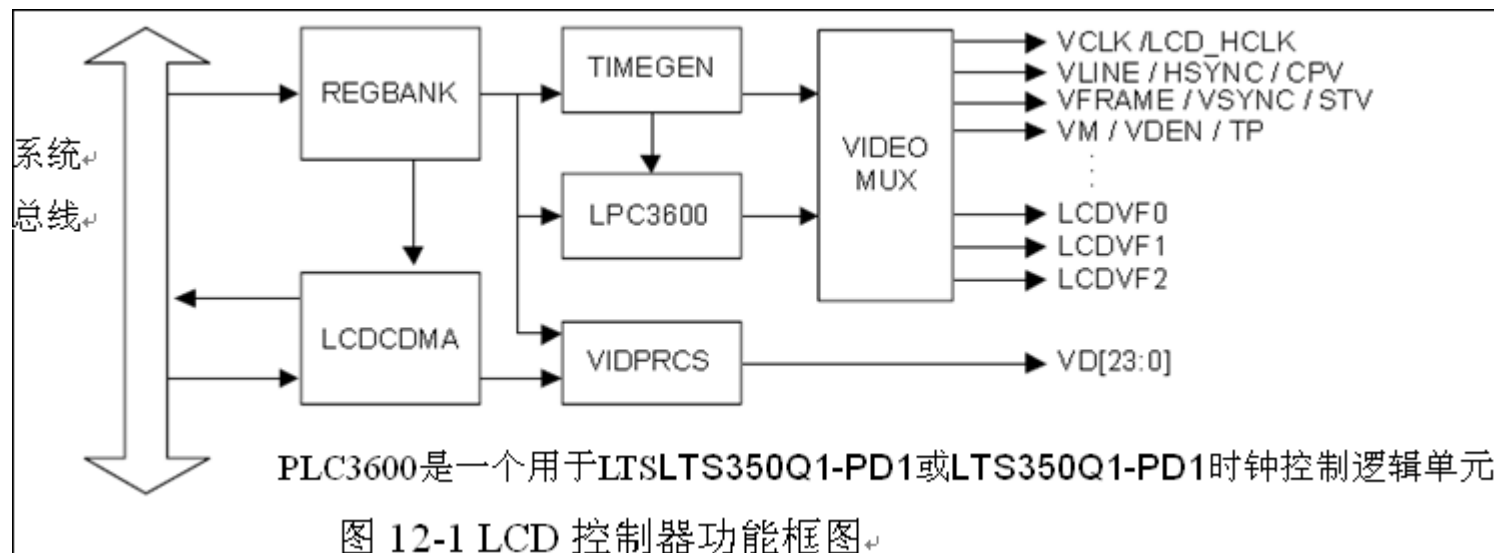 系统
总线
REGBANK
LCDCDMA
TIMEGEN
LPC3600
VIDPRCS
VIDEO
MUX
VCLK /LCD_HCLK
VLINE / HSYNC / CPV
VFRAME / VSYNC / STV
VM / VDEN / TP
LCDVF0
LCDVF1
LCDVF2
VD[23:0]
PLC3600是一个用于LTSLTS350Q1-PD1或LTS350Q1-PD1时钟控制逻辑单元
图 12-1 LCD 控制器功能框图